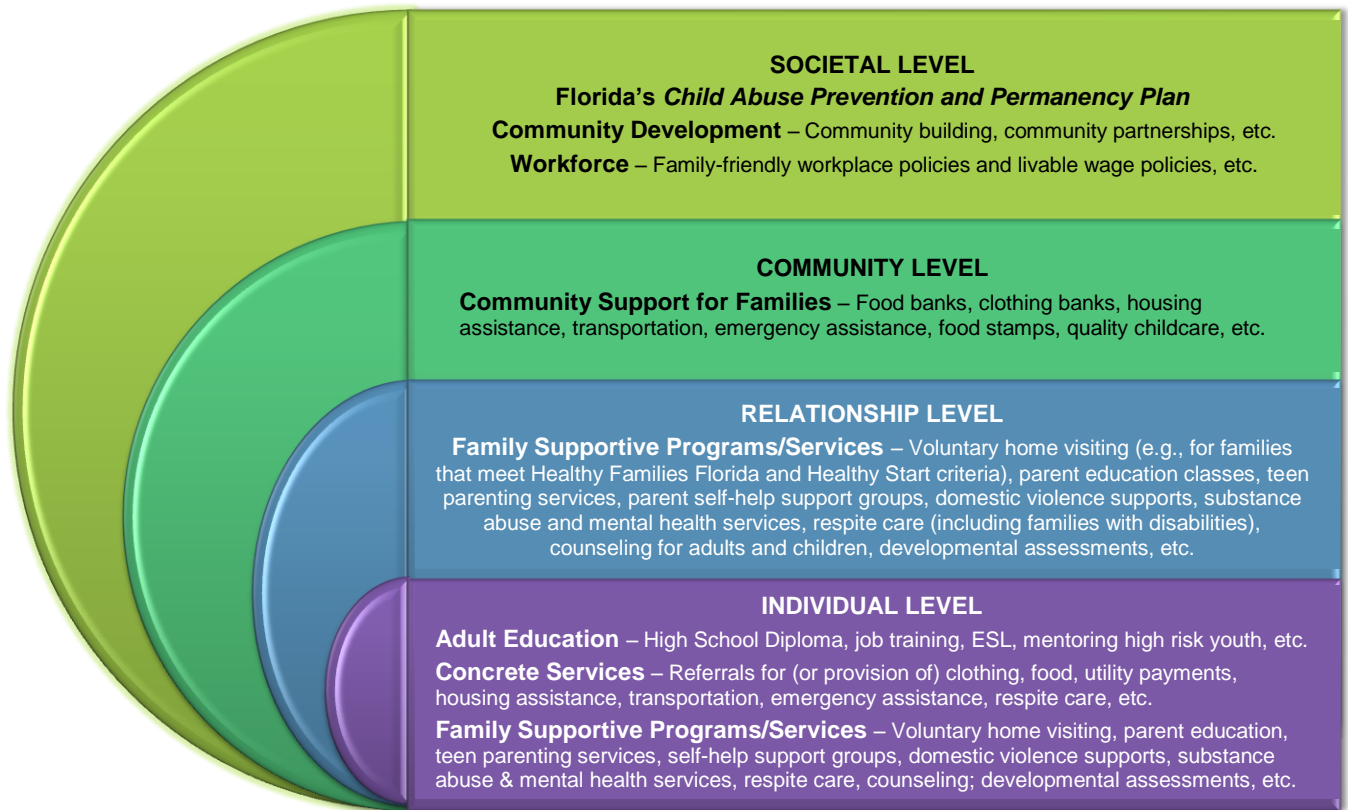 SOCIETAL LEVEL
Florida's Child Abuse Prevention and Permanency Plan
Community Development – Community building, community partnerships, etc.
Workforce – Family-friendly workplace policies and livable wage policies, etc.
COMMUNITY LEVEL
Community Support for Families – Food banks, clothing banks, housing
assistance, transportation, emergency assistance, food stamps, quality childcare, etc.
RELATIONSHIP LEVEL
Family Supportive Programs/Services – Voluntary home visiting (e.g., for families
that meet Healthy Families Florida and Healthy Start criteria), parent education classes, teen
parenting services, parent self-help support groups, domestic violence supports, substance
abuse and mental health services, respite care (including families with disabilities),
counseling for adults and children, developmental assessments, etc.
INDIVIDUAL LEVEL
Adult Education – High School Diploma, job training, ESL, mentoring high risk youth, etc.
Concrete Services – Referrals for (or provision of) clothing, food, utility payments,
housing assistance, transportation, emergency assistance, respite care, etc.
Family Supportive Programs/Services – Voluntary home visiting, parent education,
teen parenting services, self-help support groups, domestic violence supports, substance
abuse & mental health services, respite care, counseling; developmental assessments, etc.